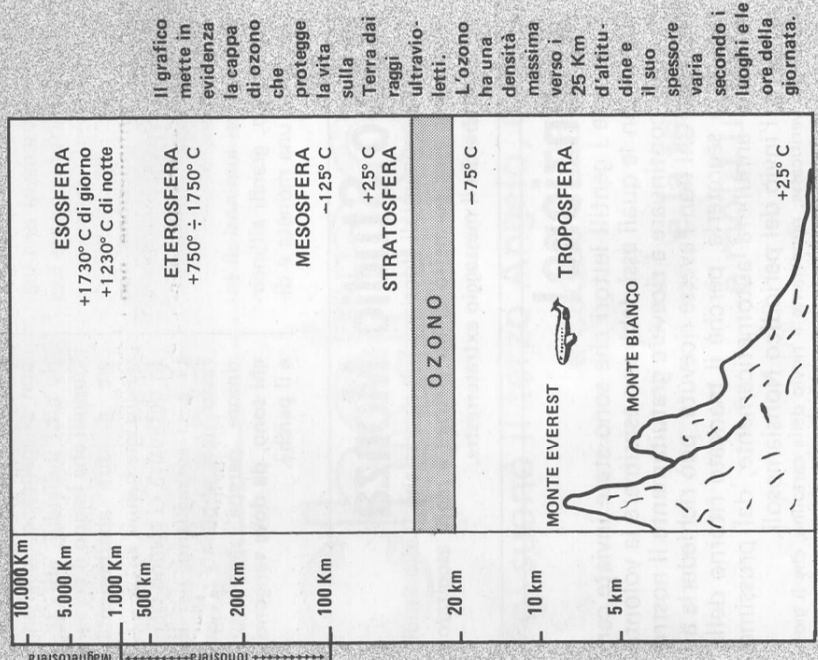 10.000 Km
5.000 Km
1.000 Km
500 km
200 km
100 Km
20 km
10 km
5 km
Magnetosfera
Ionosfera
ESOSFERA
+1730° C di giorno
+1230° C di notte
ETEROSFERA
+750° ÷ 1750° C
MESOSFERA
—125° C
+25° C
STRATOSFERA
OZONO
—75° C
TROPOSFERA
MONTE EVEREST
MONTE BIANCO
+25° C
Il grafico
mette in
evidenza
la cappa
di ozono
che
protegge
la vita
sulla
Terra dai
raggi
ultravio-
letti.
L'ozono
ha una
densità
massima
verso i
25 Km
d'altitu-
dine e
il suo
spessore
varia
secondo i
luoghi e le
ore della
giornata.